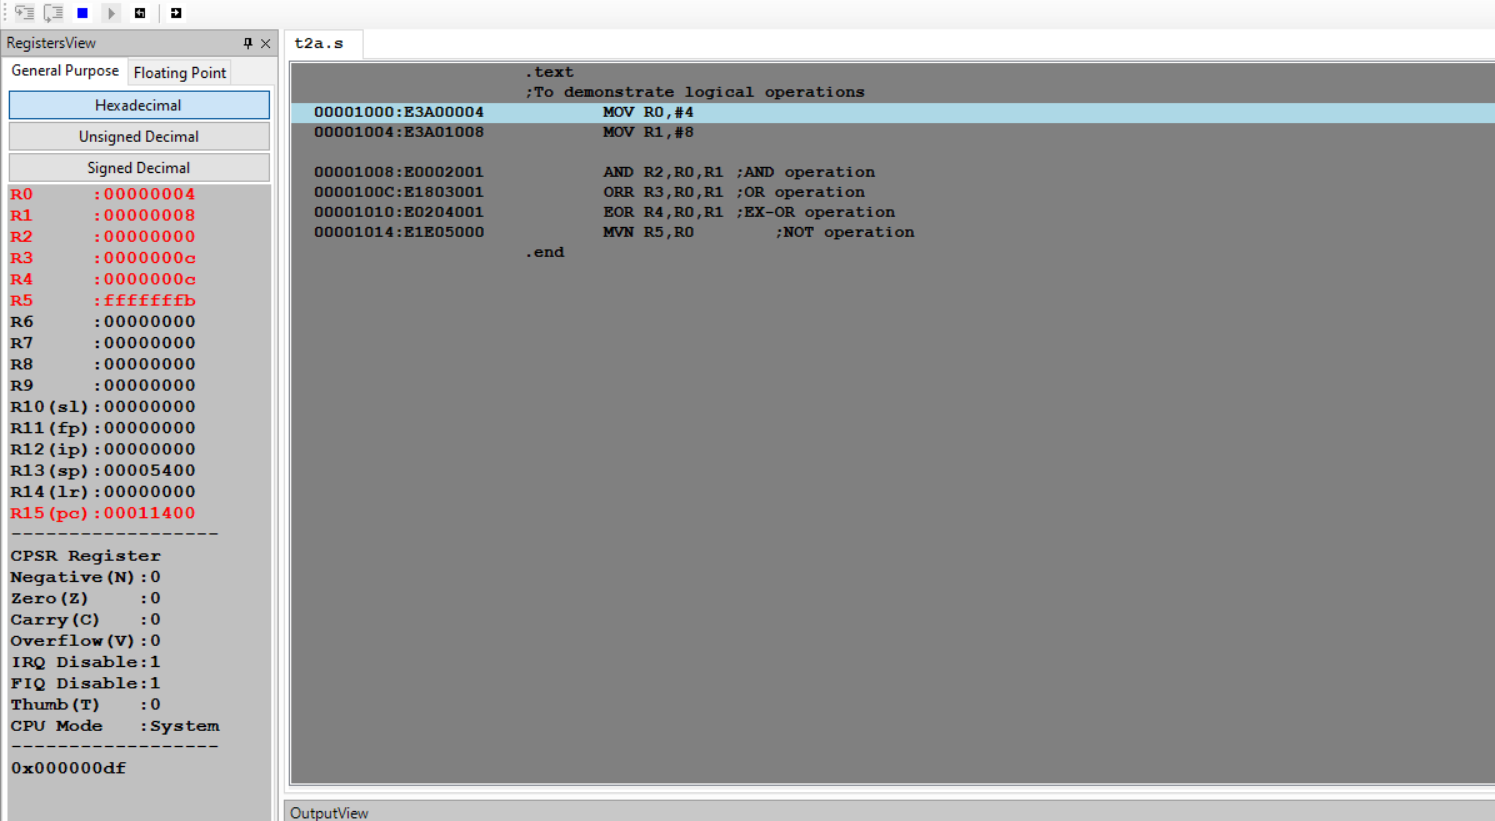 RegistersView
General Purpose Floating Point
Hexadecimal
Unsigned Decimal
Signed Decimal
R0 :00000004
R1 :00000008
R2 :00000000
R3 :0000000c
R4 :0000000c
R5 :fffffffb
R6 :00000000
R7 :00000000
R8 :00000000
R9 :00000000
R10(sl):00000000
R11(fp):00000000
R12(ip):00000000
R13(sp):00005400
R14(lr):00000000
R15(pc):00011400
------------------
CPSR Register
Negative(N):0
Zero(Z) :0
Carry(C) :0
Overflow(V):0
IRQ Disable:1
FIQ Disable:1
Thumb(T) :0
CPU Mode :System
------------------
0x000000df
t2a.s
.text
;To demonstrate logical operations
00001000:E3A00004 MOV R0,#4
00001004:E3A01008 MOV R1,#8
00001008:E0002001 AND R2,R0,R1 ;AND operation
0000100C:E1803001 ORR R3,R0,R1 ;OR operation
00001010:E0204001 EOR R4,R0,R1 ;EX-OR operation
00001014:E1E05000 MVN R5,R0 ;NOT operation
.end
OutputView